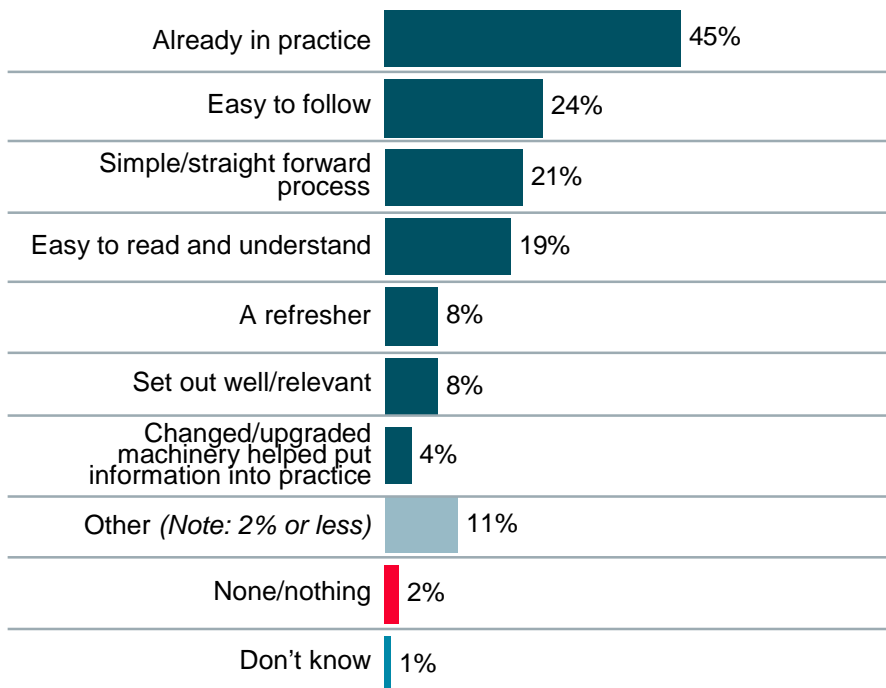 Already in practice 45%
Easy to follow 24%
Simple/straight forward
process 21%
Easy to read and understand 19%
A refresher 8%
Set out well/relevant 8%
Changed/upgraded
machinery helped put
information into practice 4%
Other (Note: 2% or less) 11%
None/nothing 2%
Don't know 1%